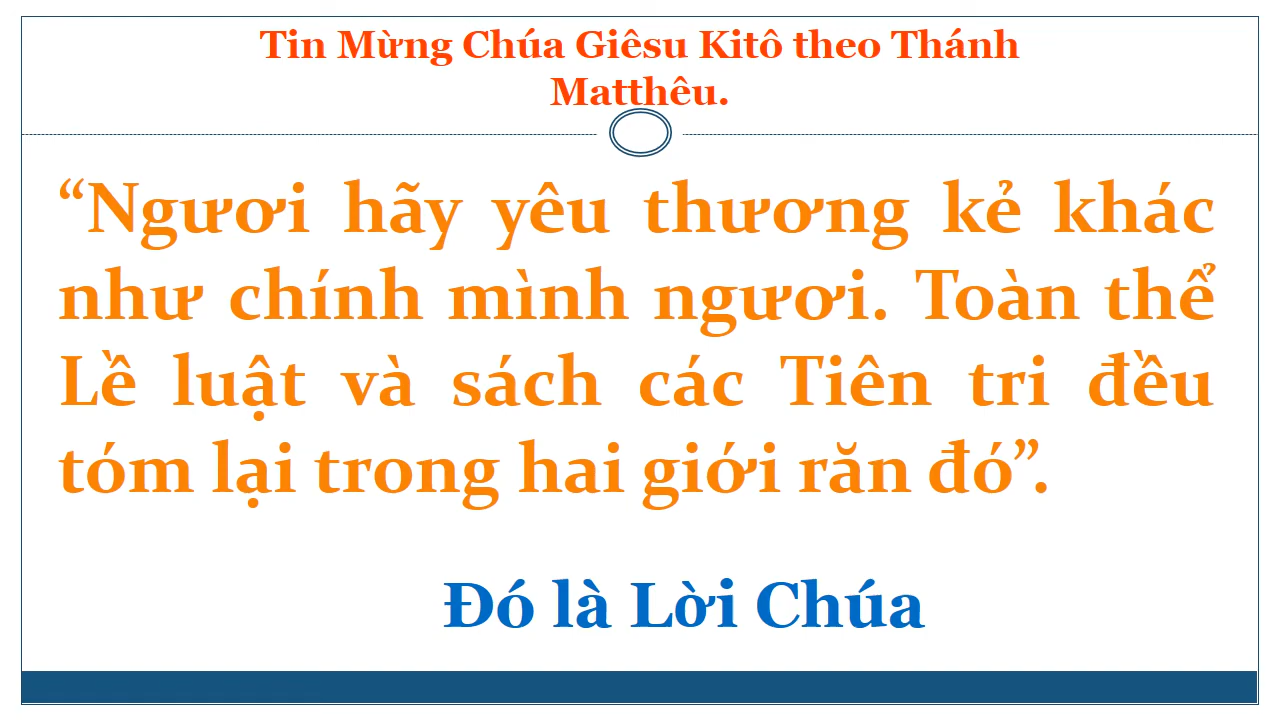 Tin Mừng Chúa Giêsu Kitô theo Thánh
Matthêu.
“Ngươi hãy yêu thương kẻ khác
như chính mình ngươi. Toàn thể
Lề luật và sách các Tiên tri đều
tóm lại trong hai giới răn đó”.
Đó là Lời Chúa